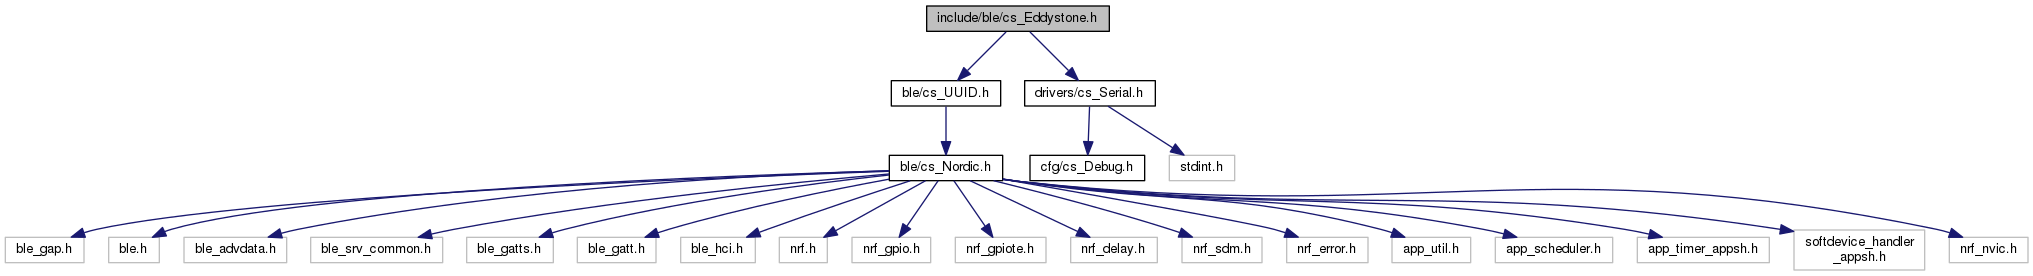 include/ble/cs_Eddystone.h
ble/cs_UUID.h
drivers/cs_Serial.h
ble/cs_Nordic.h
cfg/cs_Debug.h
stdint.h
ble_gap.h
ble.h
ble_advdata.h
ble_srv_common.h
ble_gatts.h
ble_gatt.h
ble_hci.h
nrf.h
nrf_gpio.h
nrf_gpiote.h
nrf_delay.h
nrf_sdm.h
nrf_error.h
app_util.h
app_scheduler.h
app_timer_appsh.h
softdevice_handler
_appsh.h
nrf_nvic.h